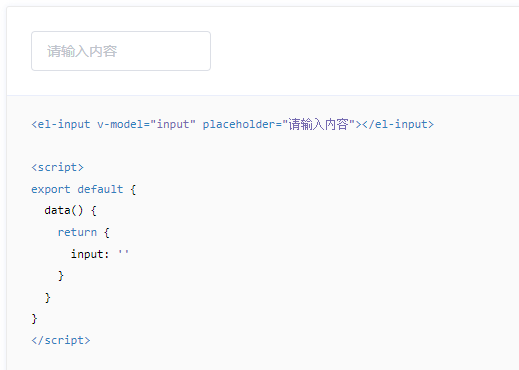 请输入内容
<el-input v-model="input" placeholder="请输入内容"></el-input>
<script>
export default {
data() {
return {
input: ''
}
}
}
</script>